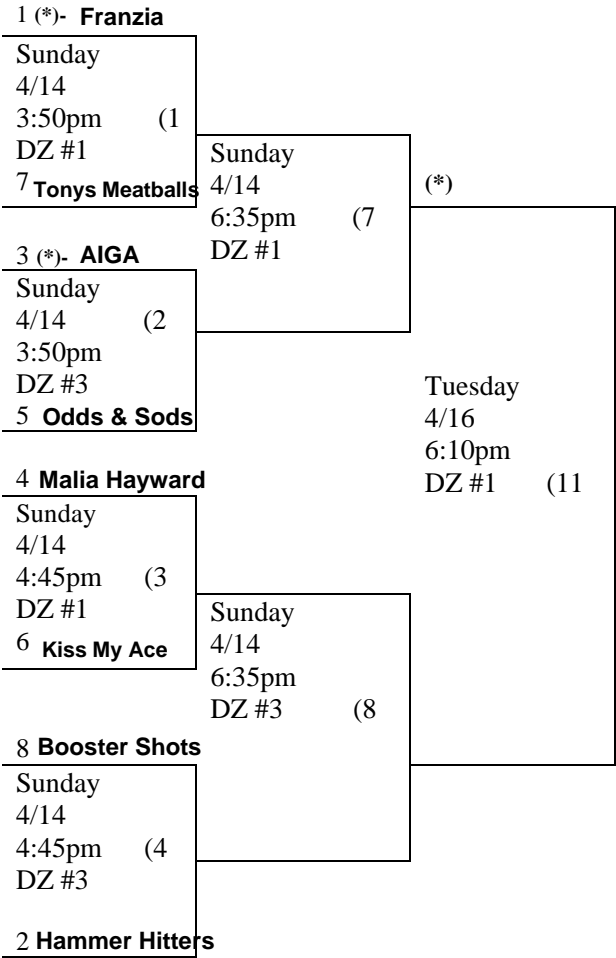 1 (*)- Franzia
Sunday
4/14
3:50pm (1
DZ #1
7 Tonys Meatballs
Sunday
4/14
6:35pm (7
DZ #1
(*)
3 (*)- AIGA
Sunday
4/14 (2
3:50pm
DZ #3
5 Odds & Sods
Tuesday
4/16
6:10pm
DZ #1 (11
4 Malia Hayward
Sunday
4/14
4:45pm (3
DZ #1
6 Kiss My Ace
Sunday
4/14
6:35pm
DZ #3 (8
8 Booster Shots
Sunday
4/14
4:45pm (4
DZ #3
2 Hammer Hitters